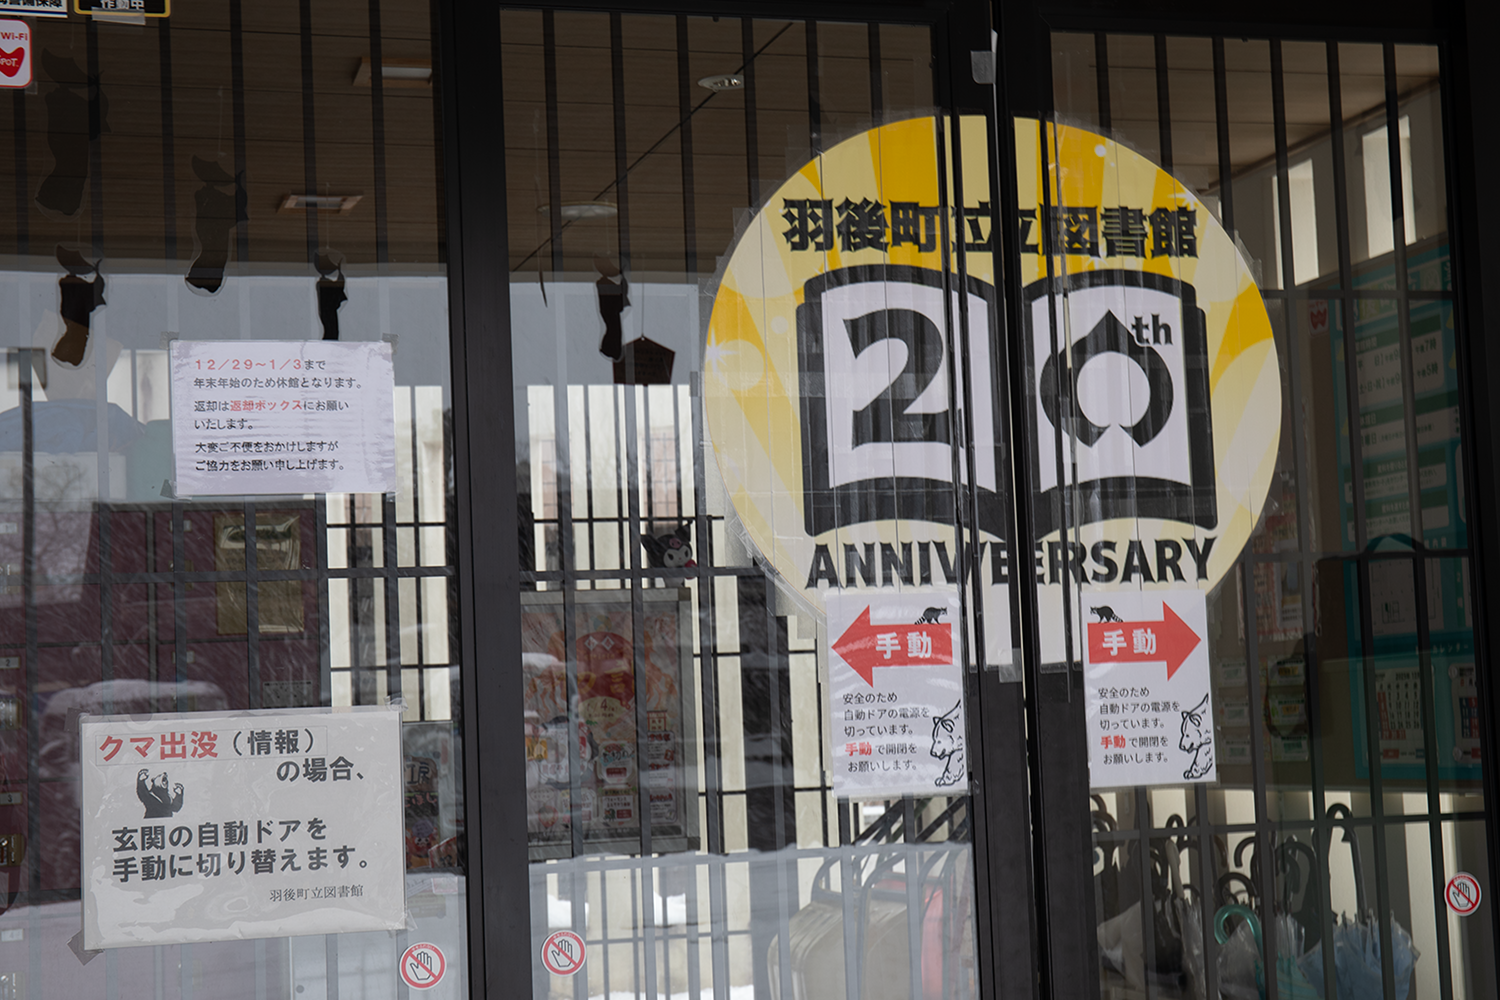 作動中
Wi-Fi
羽後町立図書館
20th
ANNIVERSARY
12/29～1/3まで
年末年始のため休館となります。
返却は返却ボックスにお願い
いたします。
大変ご不便をおかけしますが
ご協力をお願い申し上げます。
クマ出没（情報）
の場合、
玄関の自動ドアを
手動に切り替えます。
羽後町立図書館
手動
安全のため
自動ドアの電源を
切っています。
手動で開閉を
お願いします。
手動
安全のため
自動ドアの電源を
切っています。
手動で開閉を
お願いします。